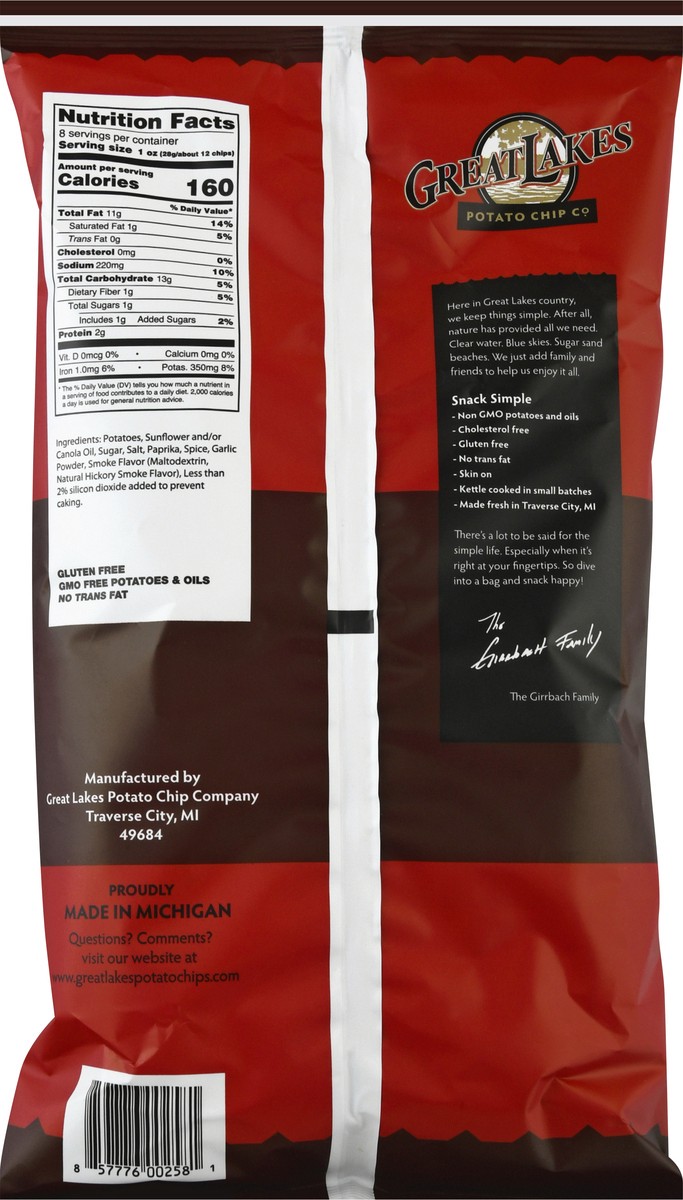 Nutrition Facts
8 servings per container
Serving size 1 oz (28g/about 12 chips)
Amount per serving
Calories 160
% Daily Value*
Total Fat 11g 14%
Saturated Fat 1g 5%
Trans Fat 0g
Cholesterol 0mg 0%
Sodium 220mg 10%
Total Carbohydrate 13g 5%
Dietary Fiber 1g 5%
Total Sugars 1g
Includes 1g Added Sugars 2%
Protein 2g
Vit. D 0mcg 0% • Calcium 0mg 0%
Iron 1.0mg 6% • Potas. 350mg 8%
* The % Daily Value (DV) tells you how much a nutrient in
a serving of food contributes to a daily diet. 2,000 calories
a day is used for general nutrition advice.
Ingredients: Potatoes, Sunflower and/or
Canola Oil, Sugar, Salt, Paprika, Spice, Garlic
Powder, Smoke Flavor (Maltodextrin,
Natural Hickory Smoke Flavor), Less than
2% silicon dioxide added to prevent
caking.
GLUTEN FREE
GMO FREE POTATOES & OILS
NO TRANS FAT
Manufactured by
Great Lakes Potato Chip Company
Traverse City, MI
49684
PROUDLY
MADE IN MICHIGAN
Questions? Comments?
visit our website at
www.greatlakespotatochips.com
8 57776 00258 1
GREAT LAKES
POTATO CHIP CO
Here in Great Lakes country,
we keep things simple. After all,
nature has provided all we need.
Clear water. Blue skies. Sugar sand
beaches. We just add family and
friends to help us enjoy it all.
Snack Simple
- Non GMO potatoes and oils
- Cholesterol free
- Gluten free
- No trans fat
- Skin on
- Kettle cooked in small batches
- Made fresh in Traverse City, MI
There's a lot to be said for the
simple life. Especially when it's
right at your fingertips. So dive
into a bag and snack happy!
The
Girrbach Family
The Girrbach Family